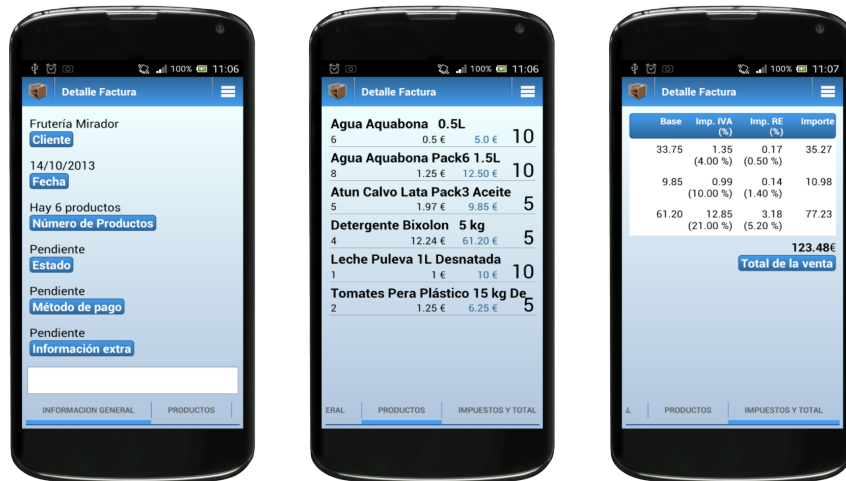 100% 11:06
Detalle Factura
Frutería Mirador
Cliente
14/10/2013
Fecha
Hay 6 productos
Número de Productos
Pendiente
Estado
Pendiente
Método de pago
Pendiente
Información extra
INFORMACION GENERAL PRODUCTOS
100% 11:06
Detalle Factura
Agua Aquabona 0.5L
6 0.5 € 5.0 € 10
Agua Aquabona Pack6 1.5L
8 1.25 € 12.50 € 10
Atun Calvo Lata Pack3 Aceite
5 1.97 € 9.85 € 5
Detergente Bixolon 5 kg
4 12.24 € 61.20 € 5
Leche Puleva 1L Desnatada
1 1 € 10 € 10
Tomates Pera Plástico 15 kg De
2 1.25 € 6.25 € 5
ERAL PRODUCTOS IMPUESTOS Y TOTAL
100% 11:07
Detalle Factura
Base Imp. IVA (%) Imp. RE (%) Importe
33.75 1.35 0.17 35.27
(4.00 %) (0.50 %)
9.85 0.99 0.14 10.98
(10.00 %) (1.40 %)
61.20 12.85 3.18 77.23
(21.00 %) (5.20 %)
123.48€
Total de la venta
PRODUCTOS IMPUESTOS Y TOTAL